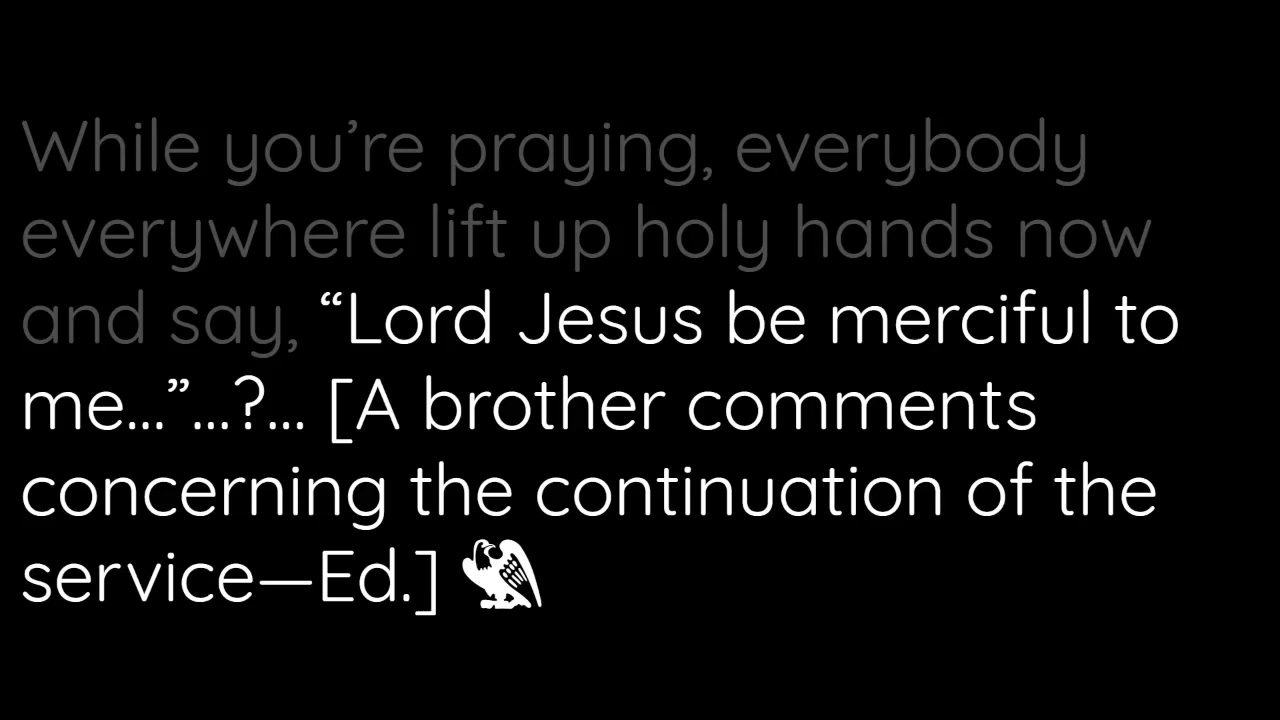 While you’re praying, everybody
everywhere lift up holy hands now
and say, “Lord Jesus be merciful to
me...”...?... [A brother comments
concerning the continuation of the
service—Ed.]